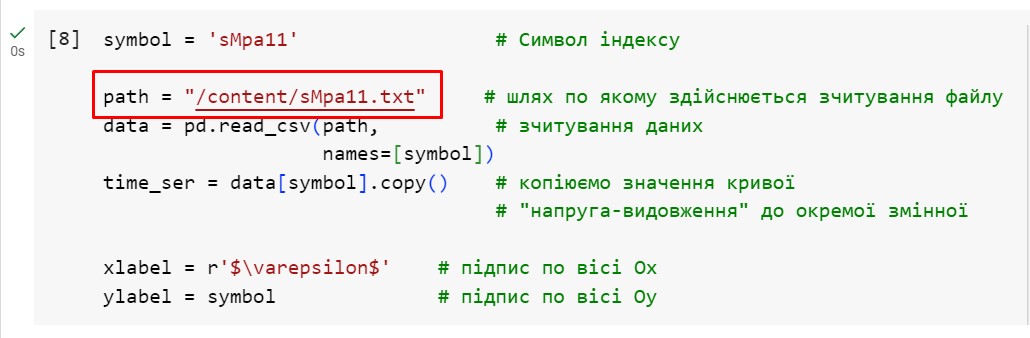 [8] symbol = 'sMpa11' # Символ індексу
0s
path = "/content/sMpa11.txt" # шлях по якому здійснюється зчитування файлу
data = pd.read_csv(path, # зчитування даних
names=[symbol])
time_ser = data[symbol].copy() # копіюємо значення кривої
# "напруга-видовження" до окремої змінної
xlabel = r'$\varepsilon$' # підпис по вісі Ох
ylabel = symbol # підпис по вісі Оу